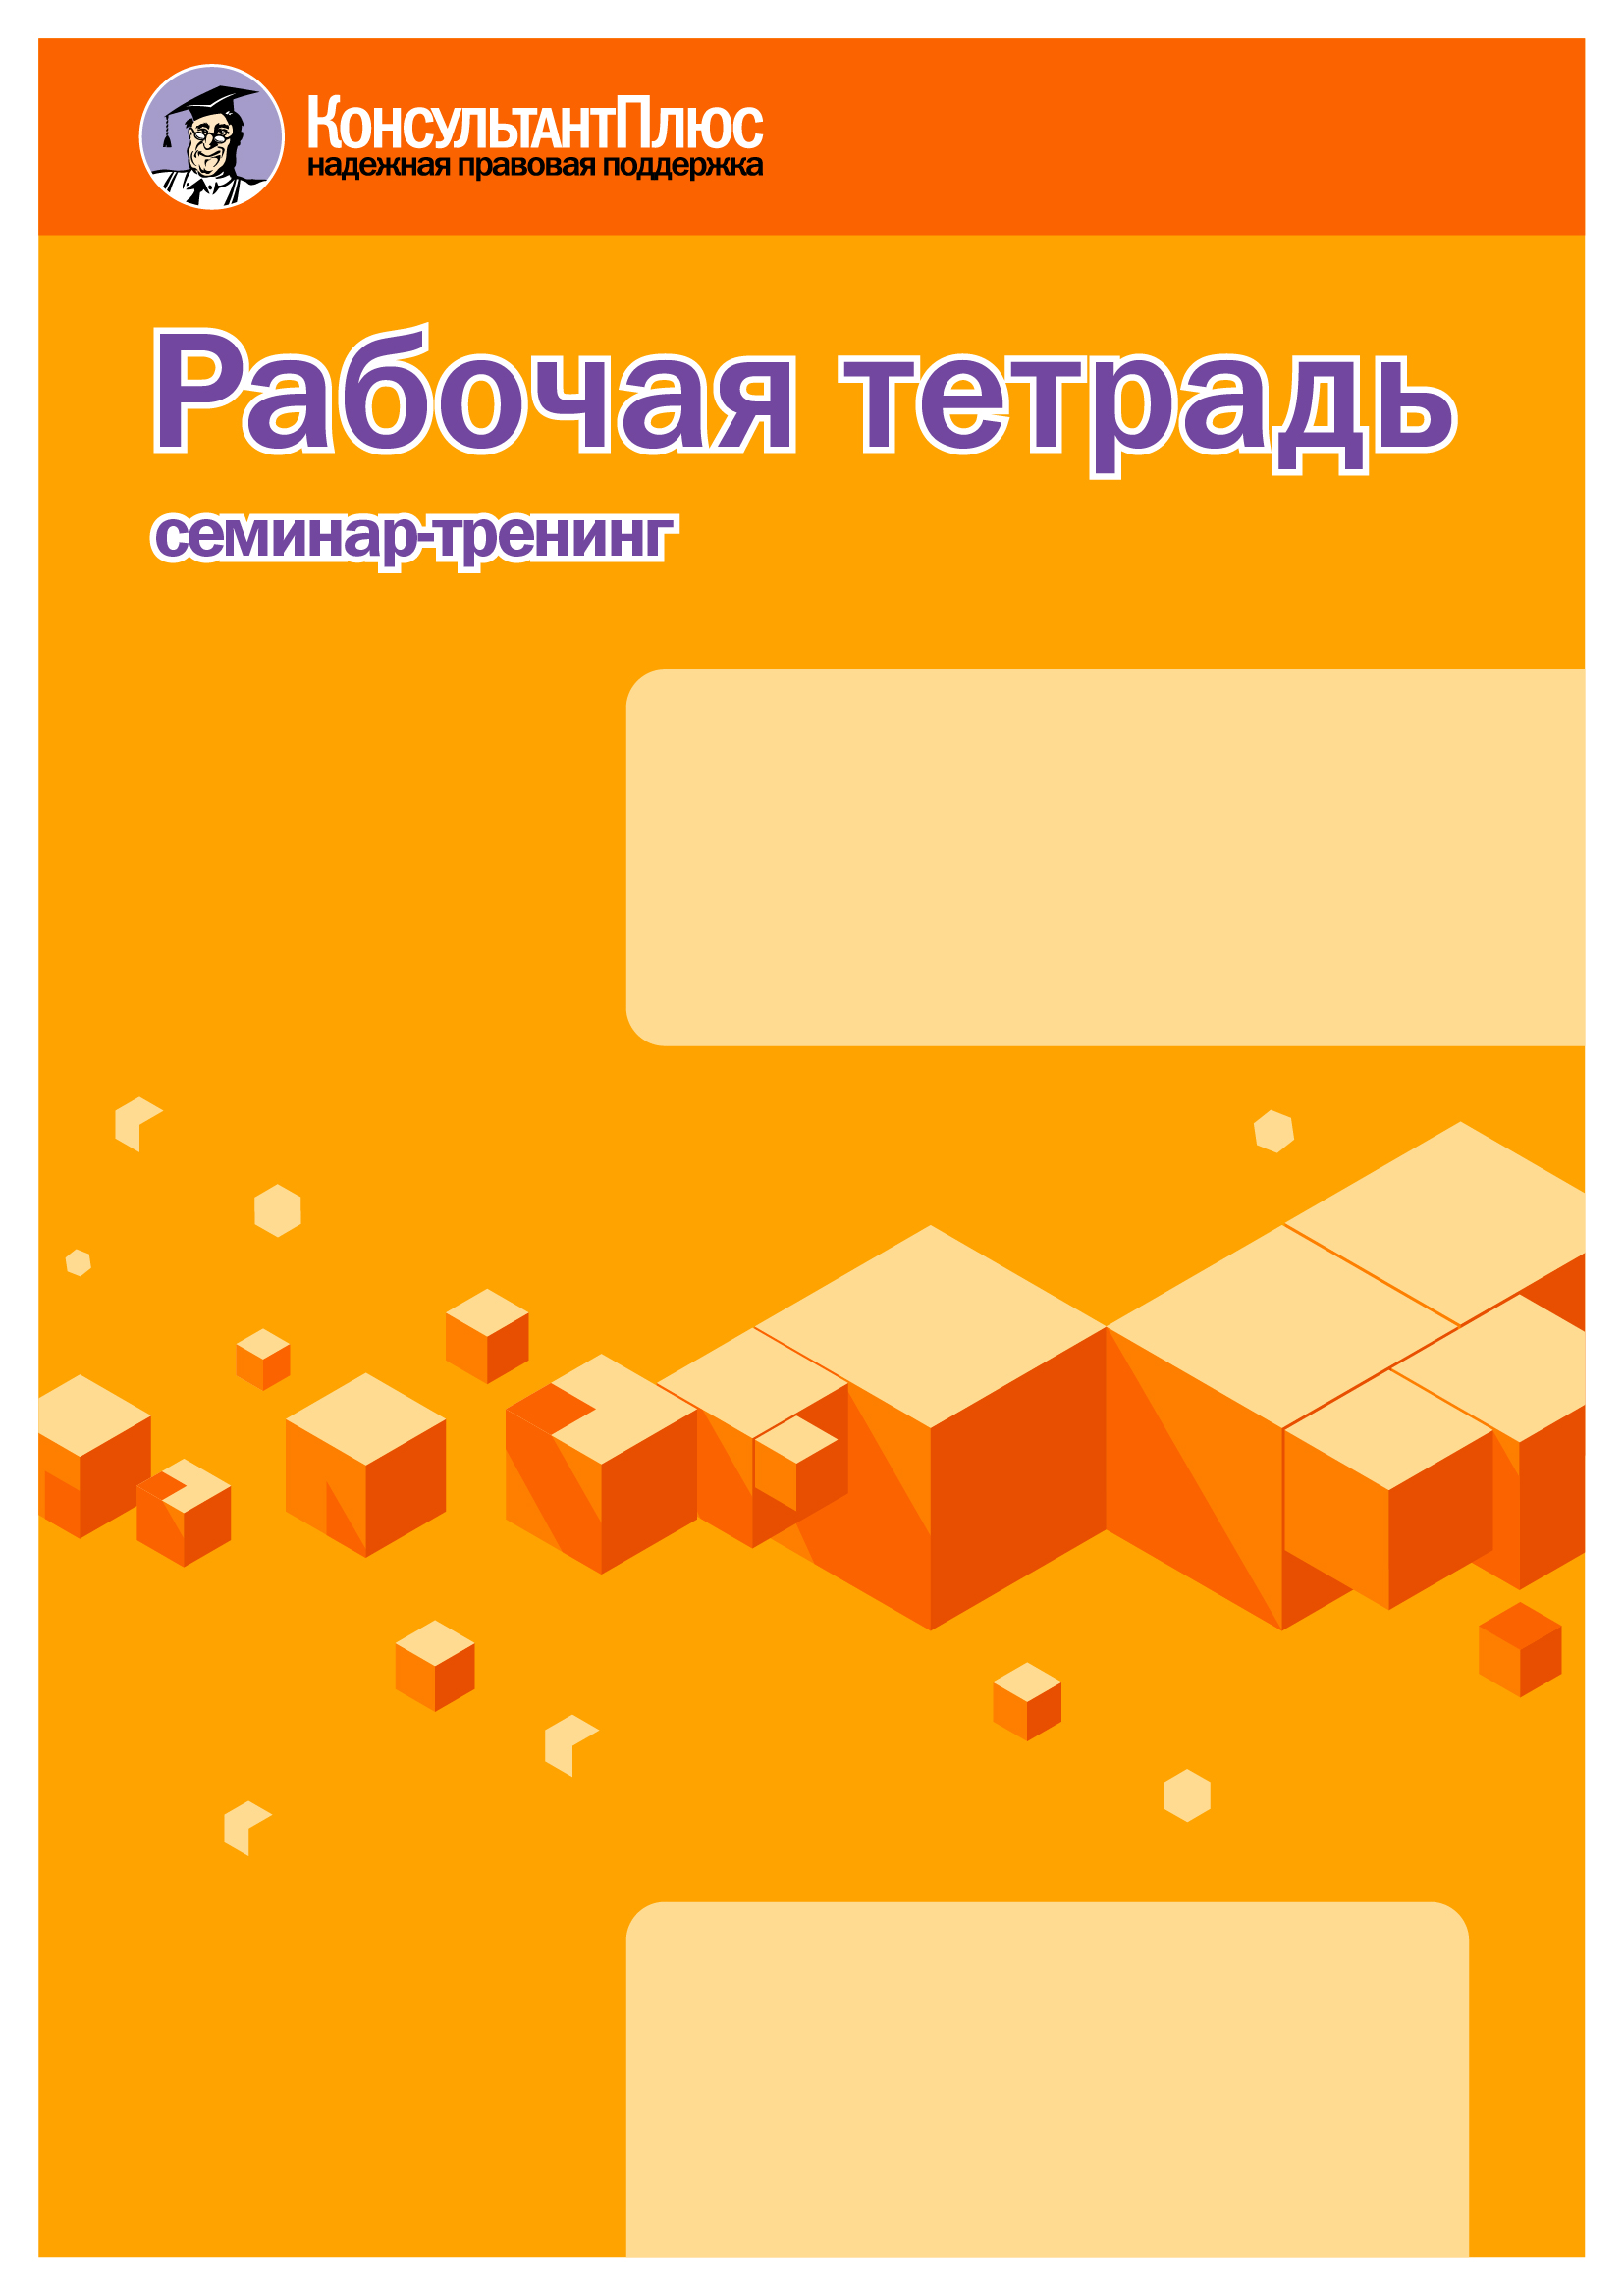 КонсультантПлюс
надежная правовая поддержка
Рабочая тетрадь
семинар-тренинг